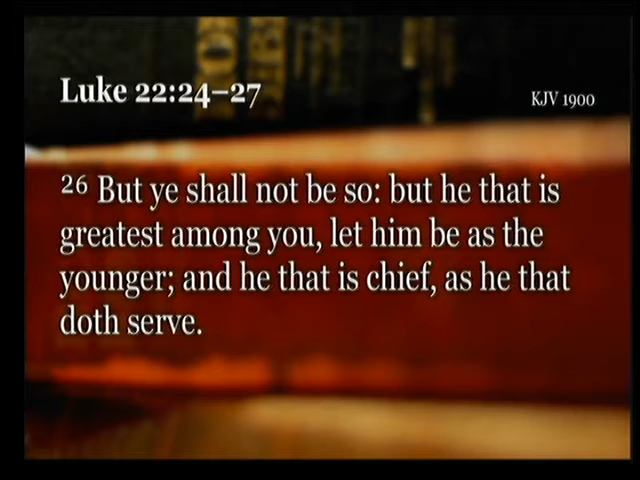 Luke 22:24–27
KJV 1900
26 But ye shall not be so: but he that is
greatest among you, let him be as the
younger; and he that is chief, as he that
doth serve.